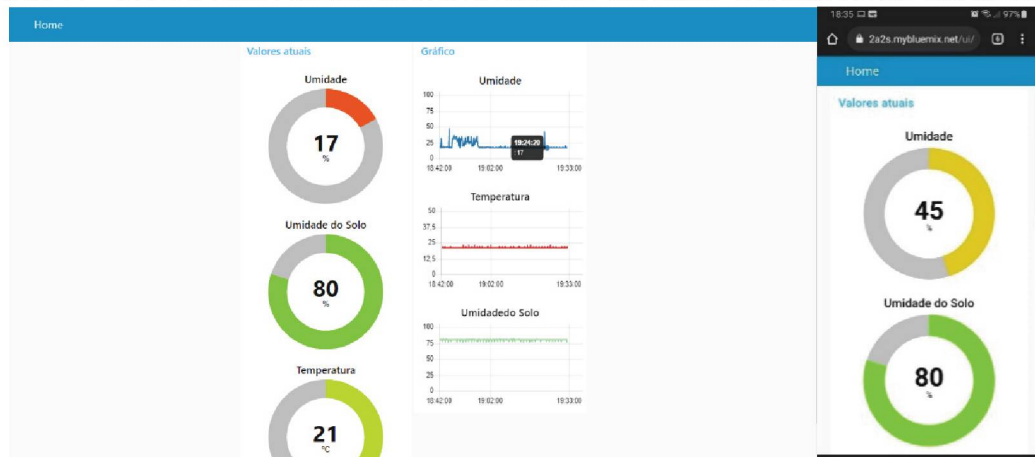 Home
Valores atuais
Umidade
17
%
Umidade do Solo
80
%
Temperatura
21
°C
Gráfico
Umidade
100
75
50
25
0
19:24:20
17
18:42:00 19:02:00 19:33:00
Temperatura
50
37,5
25
12,5
0
18:42:00 19:02:00 19:33:00
Umidadedo Solo
100
75
50
25
0
18:42:00 19:02:00 19:33:00
18:35 97%
2a2s.mybluemix.net/ui/
Home
Valores atuais
Umidade
45
%
Umidade do Solo
80
%